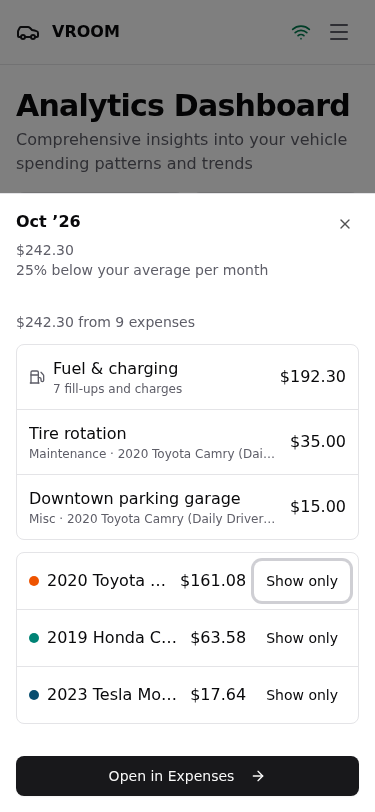 VROOM
Analytics Dashboard
Comprehensive insights into your vehicle
spending patterns and trends
Oct ’26
$242.30
25% below your average per month
$242.30 from 9 expenses
Fuel & charging
7 fill-ups and charges
$192.30
Tire rotation
Maintenance · 2020 Toyota Camry (Dai…
$35.00
Downtown parking garage
Misc · 2020 Toyota Camry (Daily Driver…
$15.00
2020 Toyota … $161.08 Show only
2019 Honda C… $63.58 Show only
2023 Tesla Mo… $17.64 Show only
Open in Expenses